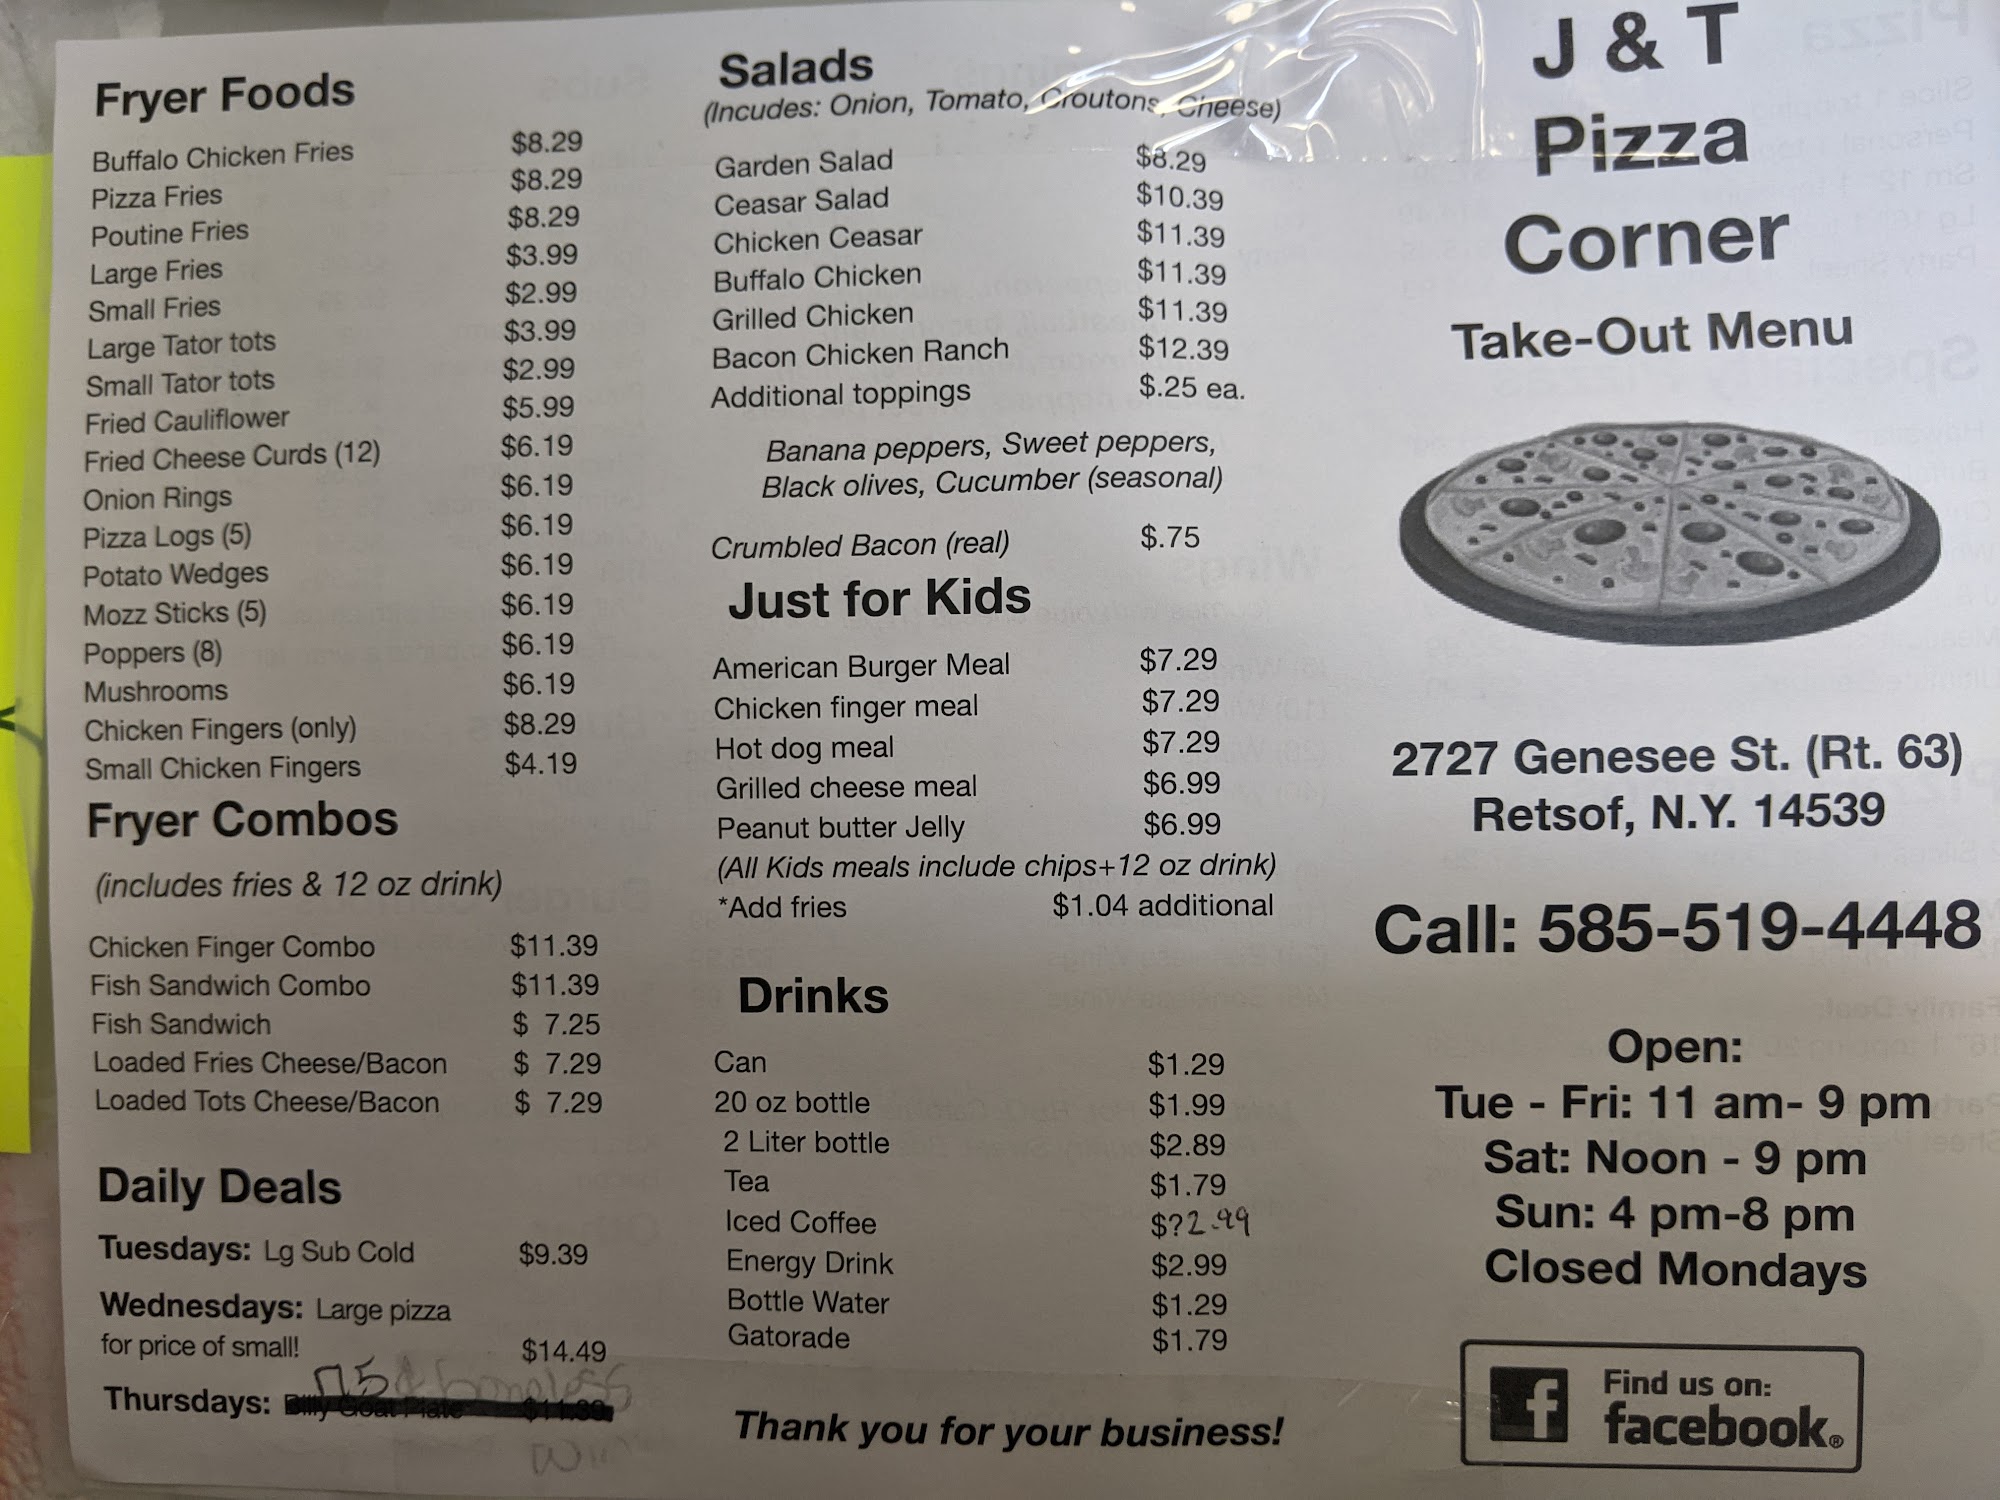 Fryer Foods
Buffalo Chicken Fries $8.29
Pizza Fries $8.29
Poutine Fries $8.29
Large Fries $3.99
Small Fries $2.99
Large Tator tots $3.99
Small Tator tots $2.99
Fried Cauliflower $5.99
Fried Cheese Curds (12) $6.19
Onion Rings $6.19
Pizza Logs (5) $6.19
Potato Wedges $6.19
Mozz Sticks (5) $6.19
Poppers (8) $6.19
Mushrooms $6.19
Chicken Fingers (only) $8.29
Small Chicken Fingers $4.19
Fryer Combos
(includes fries & 12 oz drink)
Chicken Finger Combo $11.39
Fish Sandwich Combo $11.39
Fish Sandwich $ 7.25
Loaded Fries Cheese/Bacon $ 7.29
Loaded Tots Cheese/Bacon $ 7.29
Daily Deals
Tuesdays: Lg Sub Cold $9.39
Wednesdays: Large pizza
for price of small! $14.49
75¢ boneless
Thursdays: Billy Goat Plate $11.39
Salads
(Incudes: Onion, Tomato, Croutons, Cheese)
Garden Salad $8.29
Ceasar Salad $10.39
Chicken Ceasar $11.39
Buffalo Chicken $11.39
Grilled Chicken $11.39
Bacon Chicken Ranch $12.39
Additional toppings $.25 ea.
Banana peppers, Sweet peppers,
Black olives, Cucumber (seasonal)
Crumbled Bacon (real) $.75
Just for Kids
American Burger Meal $7.29
Chicken finger meal $7.29
Hot dog meal $7.29
Grilled cheese meal $6.99
Peanut butter Jelly $6.99
(All Kids meals include chips+12 oz drink)
*Add fries $1.04 additional
Drinks
Can $1.29
20 oz bottle $1.99
2 Liter bottle $2.89
Tea $1.79
Iced Coffee $?2.99
Energy Drink $2.99
Bottle Water $1.29
Gatorade $1.79
Thank you for your business!
J & T
Pizza
Corner
Take-Out Menu
2727 Genesee St. (Rt. 63)
Retsof, N.Y. 14539
Call: 585-519-4448
Open:
Tue - Fri: 11 am- 9 pm
Sat: Noon - 9 pm
Sun: 4 pm-8 pm
Closed Mondays
Find us on:
facebook®